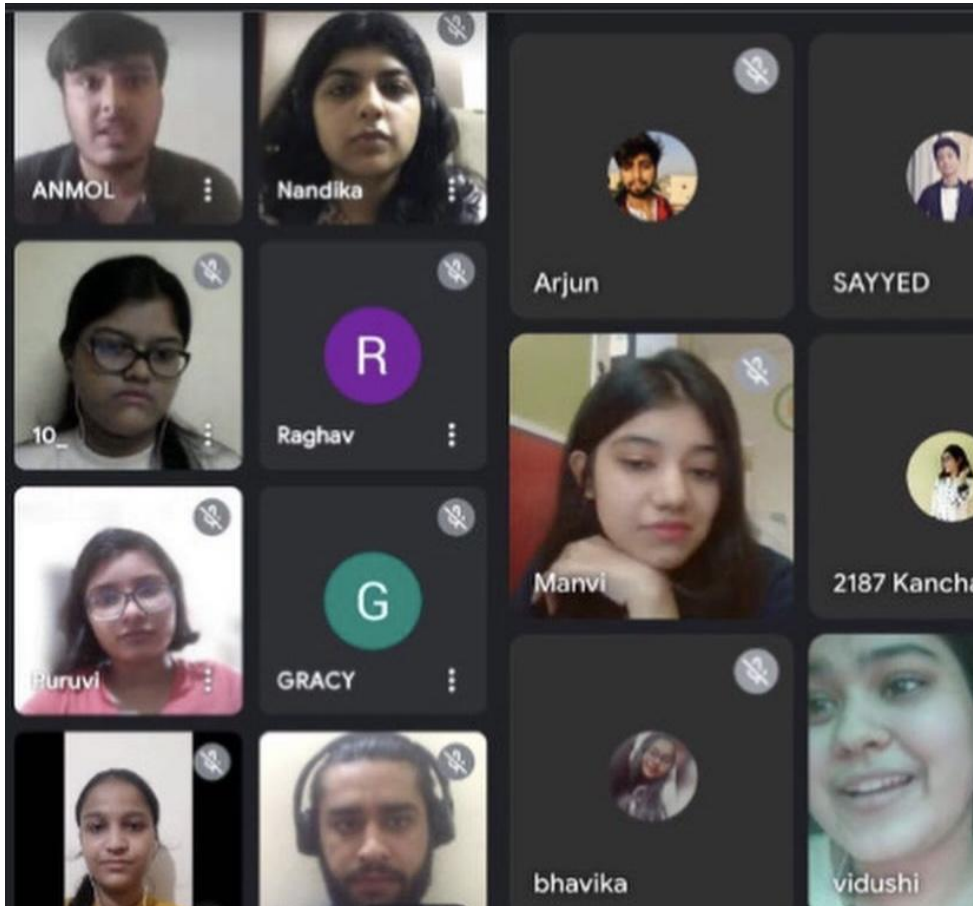 ANMOL
Nandika
Arjun
SAYYED
10_
R
Raghav
Manvi
2187 Kancha
Puruvi
G
GRACY
bhavika
vidushi